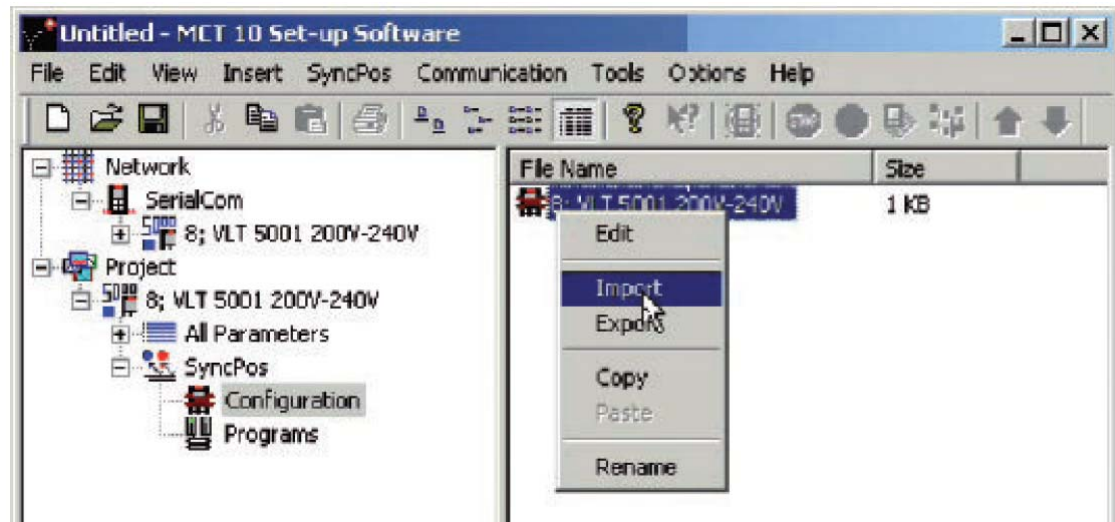 Untitled - MCT 10 Set-up Software
File Edit View Insert SyncPos Communication Tools Options Help
Network
SerialCom
8; VLT 5001 200V-240V
Project
8; VLT 5001 200V-240V
All Parameters
SyncPos
Configuration
Programs
File Name Size
8; VLT 5001 200V-240V 1 KB
Edit
Import
Export
Copy
Paste
Rename